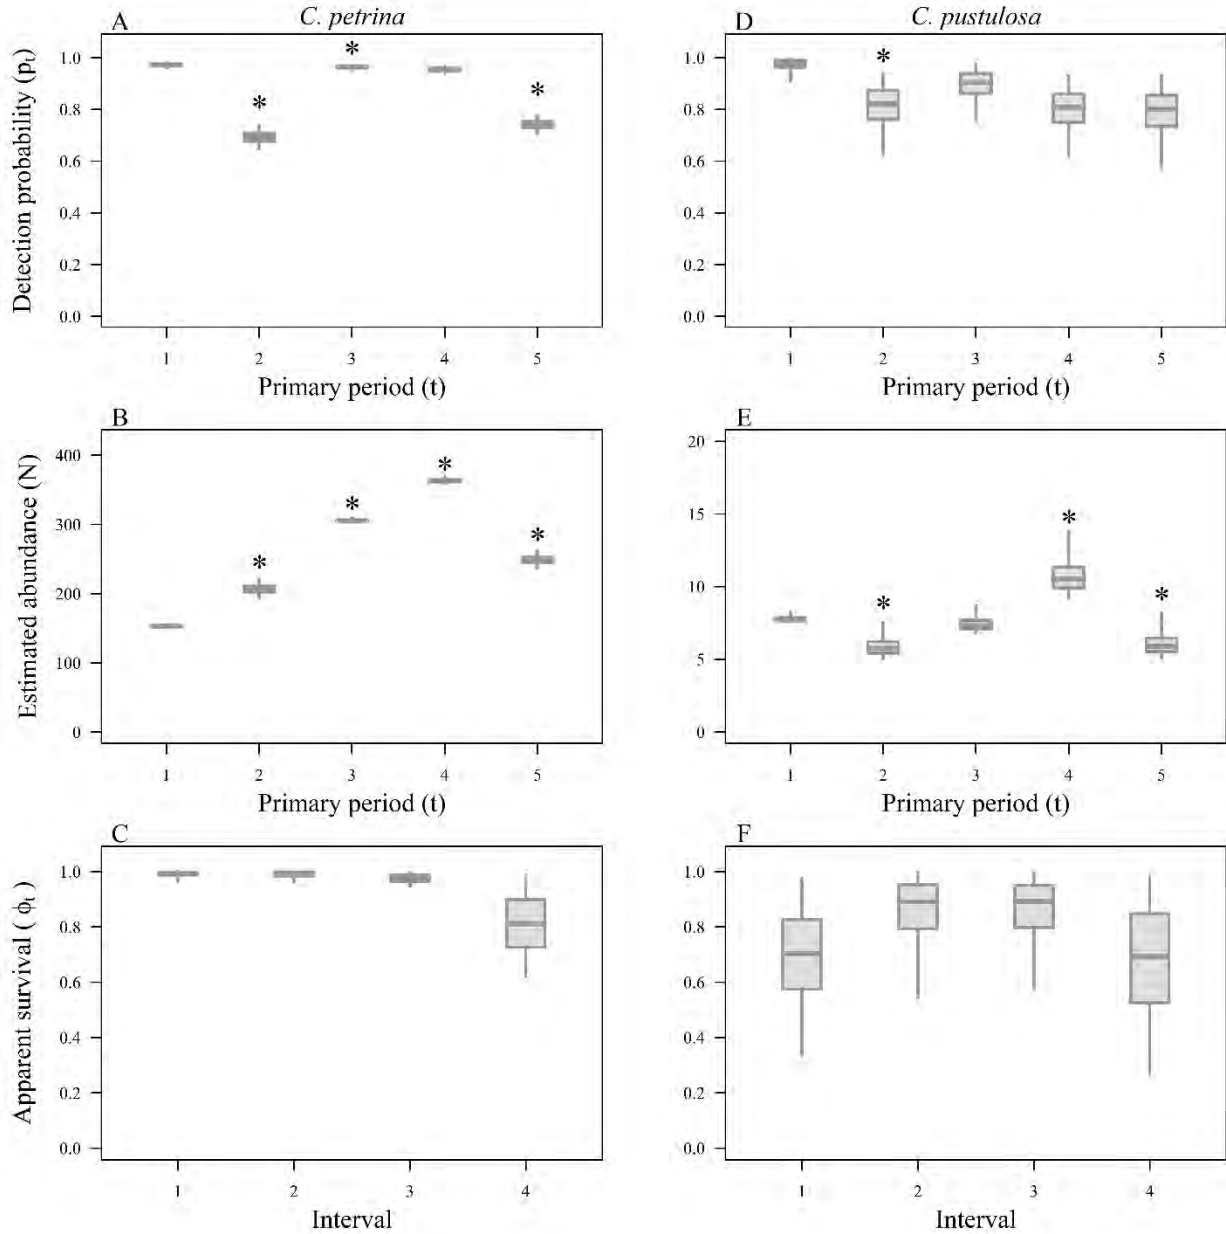 A
C. petrina
Detection probability (pt)
1.0
*
*
*
0.8
0.6
0.4
0.2
0.0
1 2 3 4 5
Primary period (t)
D
C. pustulosa
1.0
*
0.8
0.6
0.4
0.2
0.0
1 2 3 4 5
Primary period (t)
B
Estimated abundance (N)
400
*
300
*
*
*
200
100
0
1 2 3 4 5
Primary period (t)
E
20
15
*
10
*
*
5
0
1 2 3 4 5
Primary period (t)
C
Apparent survival ( ϕt)
1.0
0.8
0.6
0.4
0.2
0.0
1 2 3 4
Interval
F
1.0
0.8
0.6
0.4
0.2
0.0
1 2 3 4
Interval